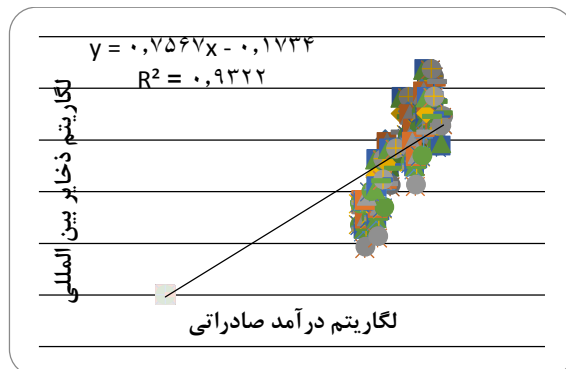 y = ۰,۷۵۶۷x - ۰,۱۷۳۴
R² = ۰,۹۳۲۲
لگاریتم ذخایر بین المللی
لگاریتم درآمد صادراتی